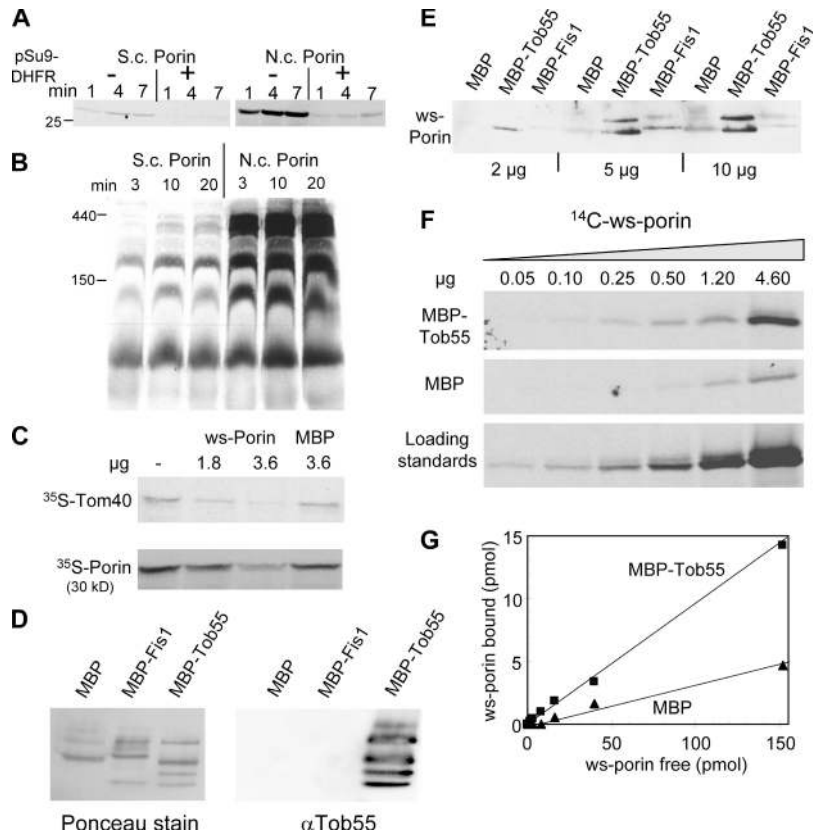 A
pSu9-DHFR
S.c. Porin
N.c. Porin
- + - +
min 1 4 7 1 4 7 1 4 7 1 4 7
25
B
S.c. Porin N.c. Porin
min 3 10 20 3 10 20
440
150
C
ws-Porin MBP
µg - 1.8 3.6 3.6
35S-Tom40
35S-Porin
(30 kD)
D
MBP MBP-Fis1 MBP-Tob55 MBP MBP-Fis1 MBP-Tob55
Ponceau stain αTob55
E
MBP MBP-Tob55 MBP-Fis1 MBP MBP-Tob55 MBP-Fis1 MBP MBP-Tob55 MBP-Fis1
ws-Porin
2 µg 5 µg 10 µg
F
14C-ws-porin
µg 0.05 0.10 0.25 0.50 1.20 4.60
MBP-Tob55
MBP
Loading standards
G
ws-porin bound (pmol)
15
10
5
0
MBP-Tob55
MBP
0 50 100 150
ws-porin free (pmol)